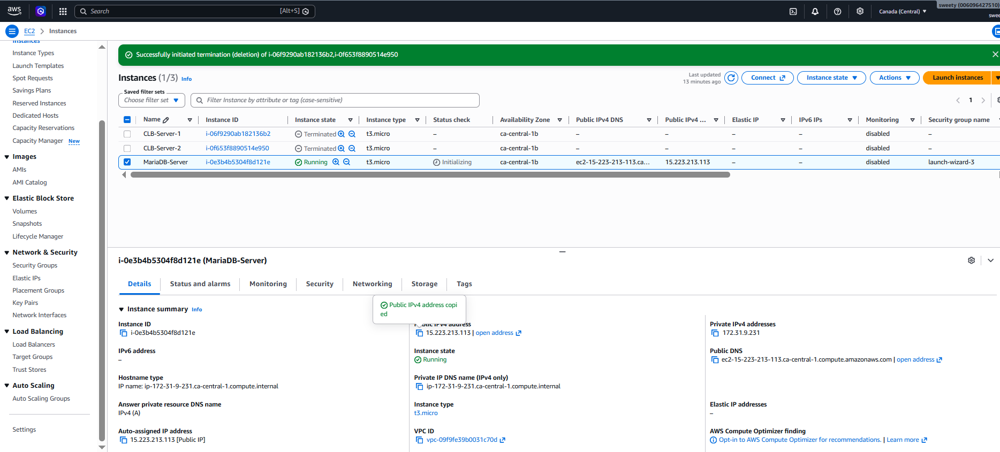 aws
Search
[Alt+S]
Canada (Central)
sweety (006096427510)
EC2
Instances
Instances
Instance Types
Launch Templates
Spot Requests
Savings Plans
Reserved Instances
Dedicated Hosts
Capacity Reservations
Capacity Manager New
Images
AMIs
AMI Catalog
Elastic Block Store
Volumes
Snapshots
Lifecycle Manager
Network & Security
Security Groups
Elastic IPs
Placement Groups
Key Pairs
Network Interfaces
Load Balancing
Load Balancers
Target Groups
Trust Stores
Auto Scaling
Auto Scaling Groups
Settings
Successfully initiated termination (deletion) of i-06f9290ab182136b2,i-0f653f8890514e950
Instances (1/3) Info
Last updated
13 minutes ago
Connect
Instance state
Actions
Launch instances
Saved filter sets
Choose filter set
Filter Instance by attribute or tag (case-sensitive)
1
Name Instance ID Instance state Instance type Status check Availability Zone Public IPv4 DNS Public IPv4 ... Elastic IP IPv6 IPs Monitoring Security group name
CLB-Server-1 i-06f9290ab182136b2 Terminated t3.micro – ca-central-1b – – – – disabled –
CLB-Server-2 i-0f653f8890514e950 Terminated t3.micro – ca-central-1b – – – – disabled –
MariaDB-Server i-0e3b4b5304f8d121e Running t3.micro Initializing ca-central-1b ec2-15-223-213-113.ca... 15.223.213.113 – – disabled launch-wizard-3
i-0e3b4b5304f8d121e (MariaDB-Server)
Details Status and alarms Monitoring Security Networking Storage Tags
Public IPv4 address copi
ed
Instance summary Info
Instance ID
i-0e3b4b5304f8d121e
Public IPv4 address
15.223.213.113 | open address
Private IPv4 addresses
172.31.9.231
IPv6 address
–
Instance state
Running
Public DNS
ec2-15-223-213-113.ca-central-1.compute.amazonaws.com | open address
Hostname type
IP name: ip-172-31-9-231.ca-central-1.compute.internal
Private IP DNS name (IPv4 only)
ip-172-31-9-231.ca-central-1.compute.internal
Answer private resource DNS name
IPv4 (A)
Instance type
t3.micro
Elastic IP addresses
–
Auto-assigned IP address
15.223.213.113 [Public IP]
VPC ID
vpc-09f9fe39b0031c70d
AWS Compute Optimizer finding
Opt-in to AWS Compute Optimizer for recommendations. | Learn more